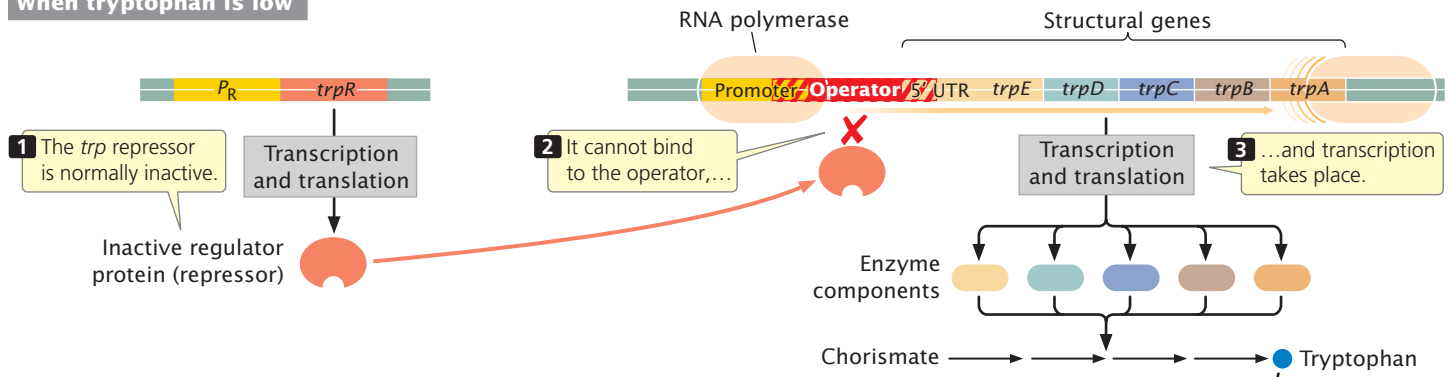 When tryptophan is low
RNA polymerase
Structural genes
PR
trpR
Promoter
Operator
5' UTR
trpE
trpD
trpC
trpB
trpA
1 The trp repressor
is normally inactive.
Transcription
and translation
2 It cannot bind
to the operator,…
Transcription
and translation
3 …and transcription
takes place.
Inactive regulator
protein (repressor)
Enzyme
components
Chorismate
Tryptophan